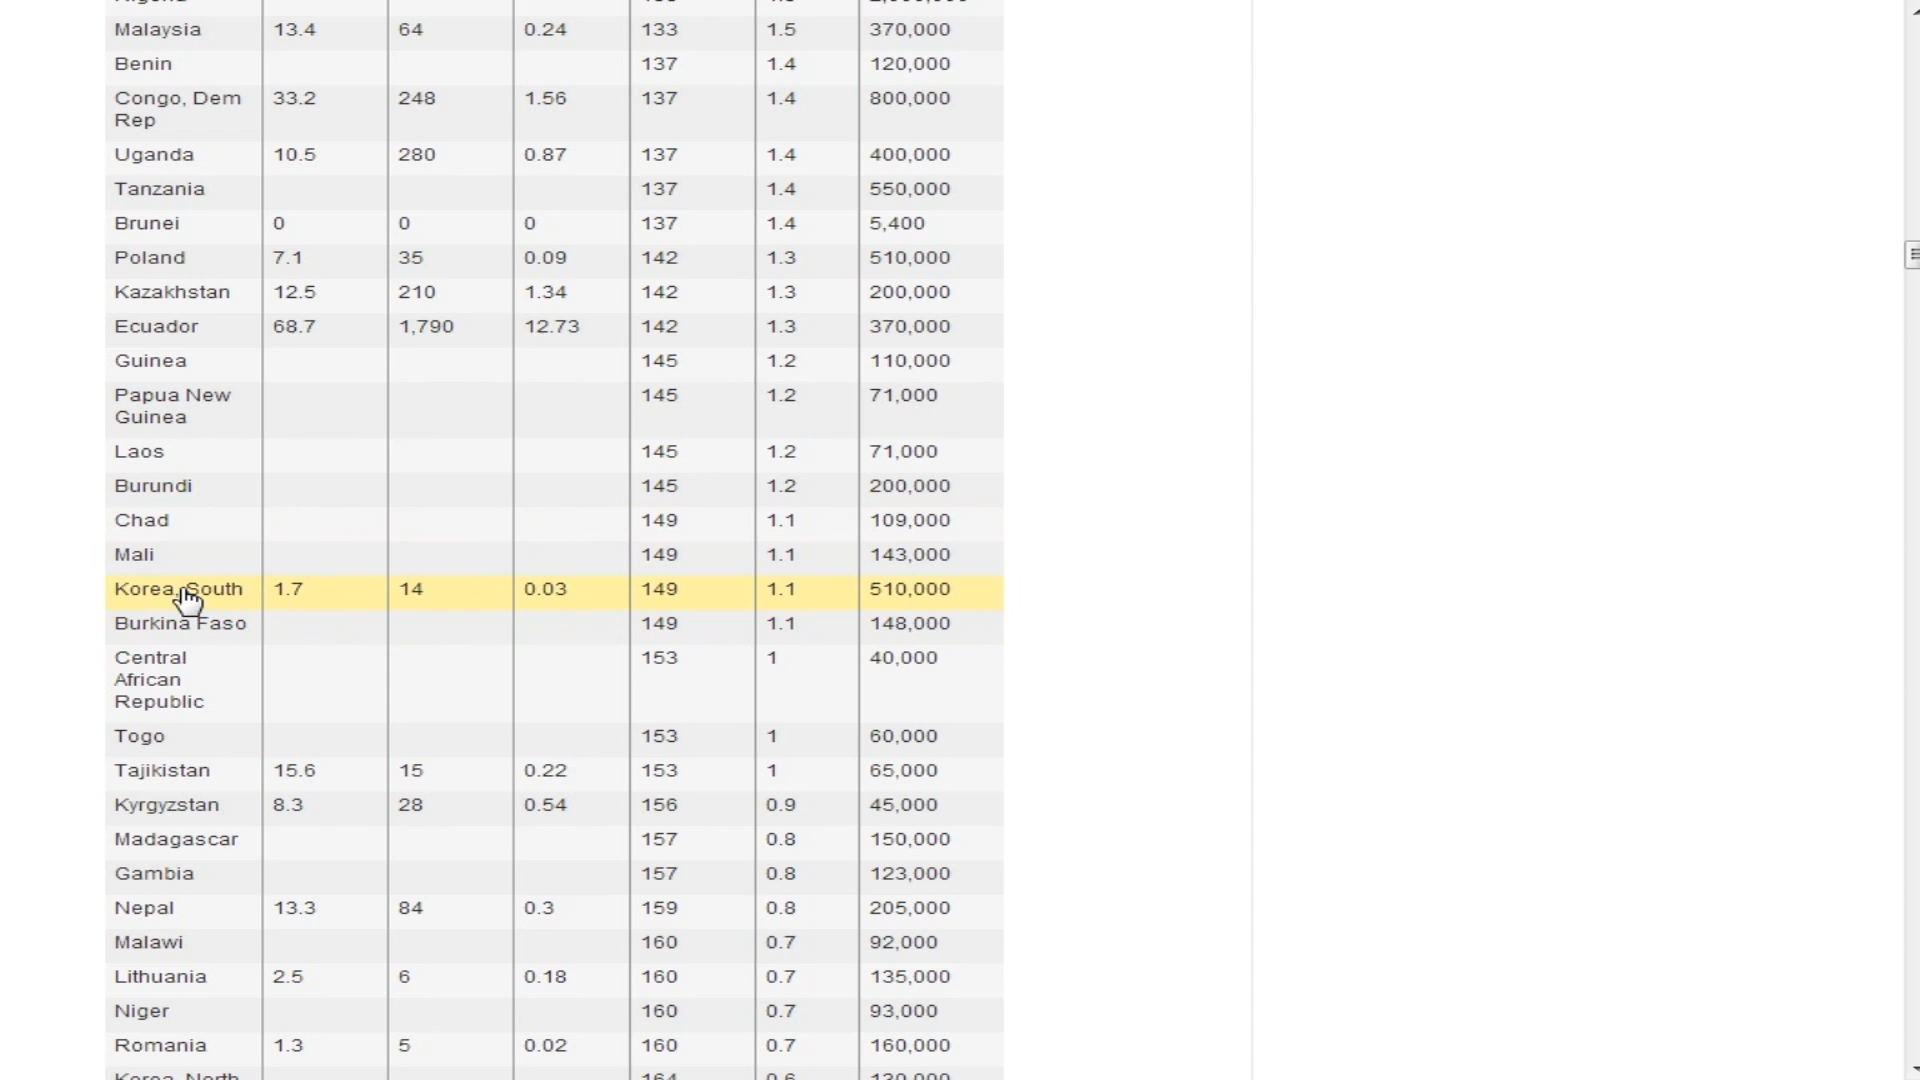 Malaysia 13.4 64 0.24 133 1.5 370,000
Benin 137 1.4 120,000
Congo, Dem 33.2 248 1.56 137 1.4 800,000
Rep
Uganda 10.5 280 0.87 137 1.4 400,000
Tanzania 137 1.4 550,000
Brunei 0 0 0 137 1.4 5,400
Poland 7.1 35 0.09 142 1.3 510,000
Kazakhstan 12.5 210 1.34 142 1.3 200,000
Ecuador 68.7 1,790 12.73 142 1.3 370,000
Guinea 145 1.2 110,000
Papua New 145 1.2 71,000
Guinea
Laos 145 1.2 71,000
Burundi 145 1.2 200,000
Chad 149 1.1 109,000
Mali 149 1.1 143,000
Korea, South 1.7 14 0.03 149 1.1 510,000
Burkina Faso 149 1.1 148,000
Central 153 1 40,000
African
Republic
Togo 153 1 60,000
Tajikistan 15.6 15 0.22 153 1 65,000
Kyrgyzstan 8.3 28 0.54 156 0.9 45,000
Madagascar 157 0.8 150,000
Gambia 157 0.8 123,000
Nepal 13.3 84 0.3 159 0.8 205,000
Malawi 160 0.7 92,000
Lithuania 2.5 6 0.18 160 0.7 135,000
Niger 160 0.7 93,000
Romania 1.3 5 0.02 160 0.7 160,000
Korea, North 164 0.6 130,000